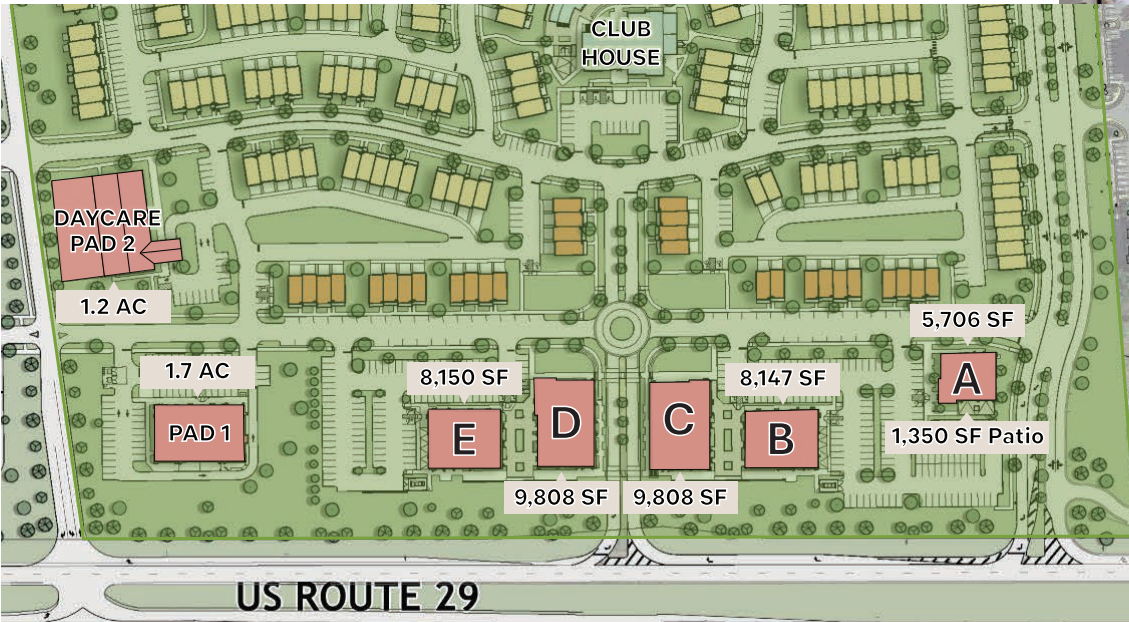 CLUB
HOUSE
DAYCARE
PAD 2
1.2 AC
5,706 SF
1.7 AC
8,150 SF
8,147 SF
A
PAD 1
E
D
C
B
1,350 SF Patio
9,808 SF
9,808 SF
US ROUTE 29